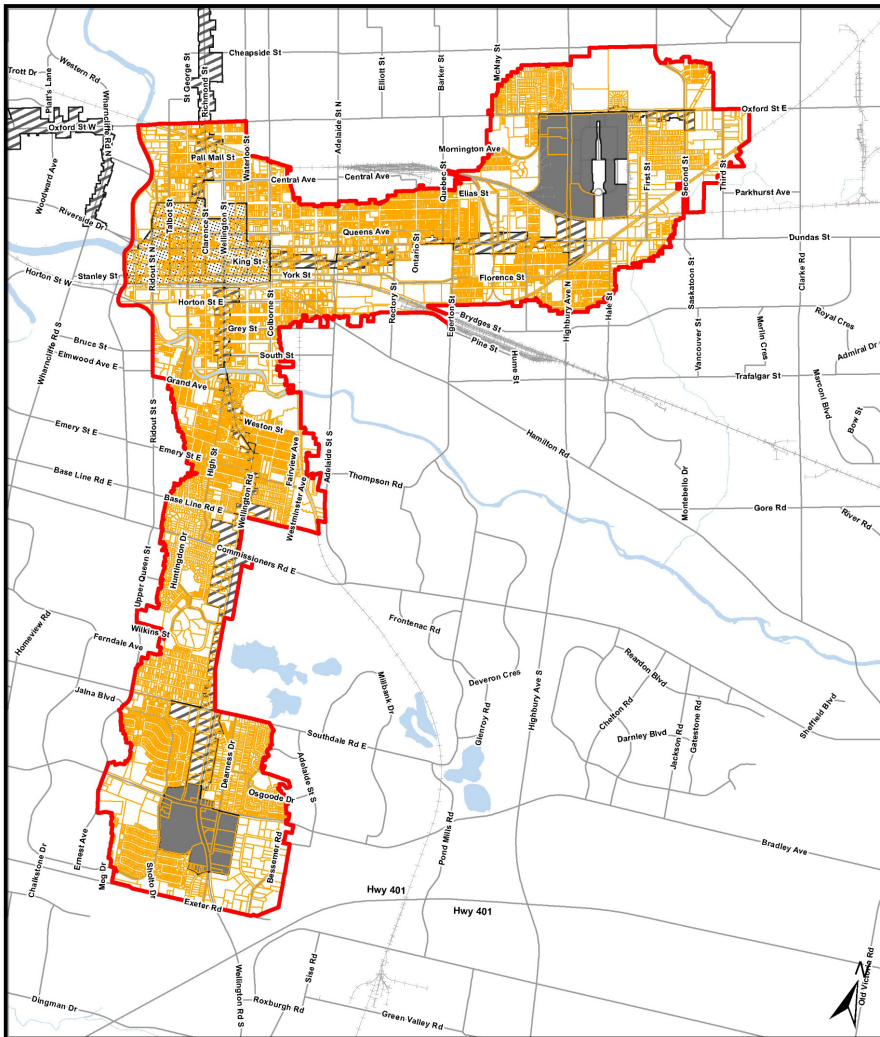 Cheapside St
Trott Dr
Western Rd
Platt's Lane
Wharncliffe Rd N
St George St
Richmond St
Elliott St
Barker St
McNay St
Oxford St W
Oxford St E
Adelaide St N
Pall Mall St
Waterloo St
Mornington Ave
Central Ave
Central Ave
Quebec St
Elias St
First St
Second St
Third St
Parkhurst Ave
Woodward Ave
Riverside Dr
Talbot St
Clarence St
Wellington St
Queens Ave
Ontario St
Dundas St
Ridout St N
King St
Stanley St
York St
Florence St
Horton St W
Horton St E
Colborne St
Rectory St
Egerton St
Highbury Ave N
Hale St
Saskatoon St
Clarke Rd
Royal Cres
Brydges St
Pine St
Grey St
Bruce St
Wharncliffe Rd S
Elmwood Ave E
South St
Hume St
Vancouver St
Merlin Cres
Admiral Dr
Trafalgar St
Grand Ave
Marconi Blvd
Bow St
Ridout St S
Weston St
Emery St E
Emery St E
High St
Fairview Ave
Adelaide St S
Hamilton Rd
Base Line Rd E
Base Line Rd E
Wellington Rd
Westminster Ave
Thompson Rd
Montebello Dr
Gore Rd
River Rd
Upper Queen St
Huntingdon Dr
Commissioners Rd E
Homeview Rd
Wilkins St
Ferndale Ave
Frontenac Rd
Jalna Blvd
Millbank Dr
Deveron Cres
Glenroy Rd
Highbury Ave S
Reardon Blvd
Chelton Rd
Darnley Blvd
Jackson Rd
Gatestone Rd
Sheffield Blvd
Southdale Rd E
Dearness Dr
Adelaide St S
Osgoode Dr
Ernest Ave
Chalkstone Dr
Mog Dr
Sholto Dr
Bessemer Rd
Pond Mills Rd
Bradley Ave
Exeter Rd
Hwy 401
Hwy 401
Dingman Dr
Wellington Rd S
Sise Rd
Roxburgh Rd
Green Valley Rd
Old Victoria Rd
N